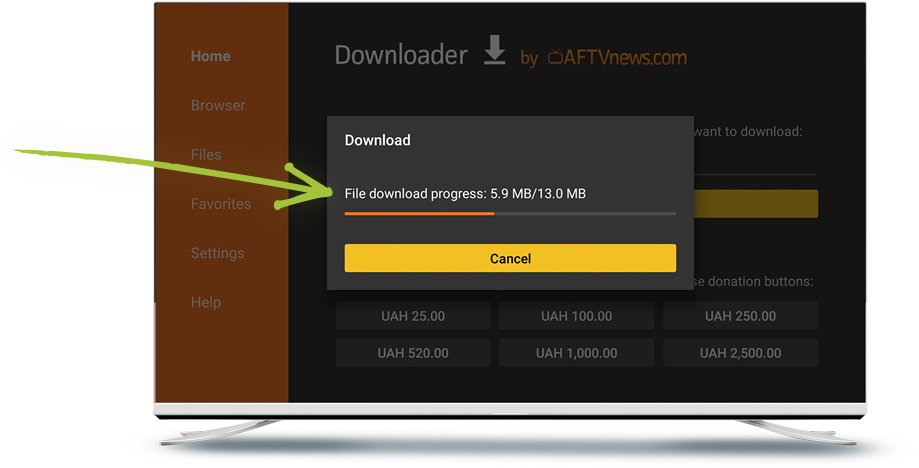 Home
Browser
Files
Favorites
Settings
Help
Downloader by AFTVnews.com
want to download:
Download
File download progress: 5.9 MB/13.0 MB
Cancel
se donation buttons:
UAH 25.00 UAH 100.00 UAH 250.00
UAH 520.00 UAH 1,000.00 UAH 2,500.00